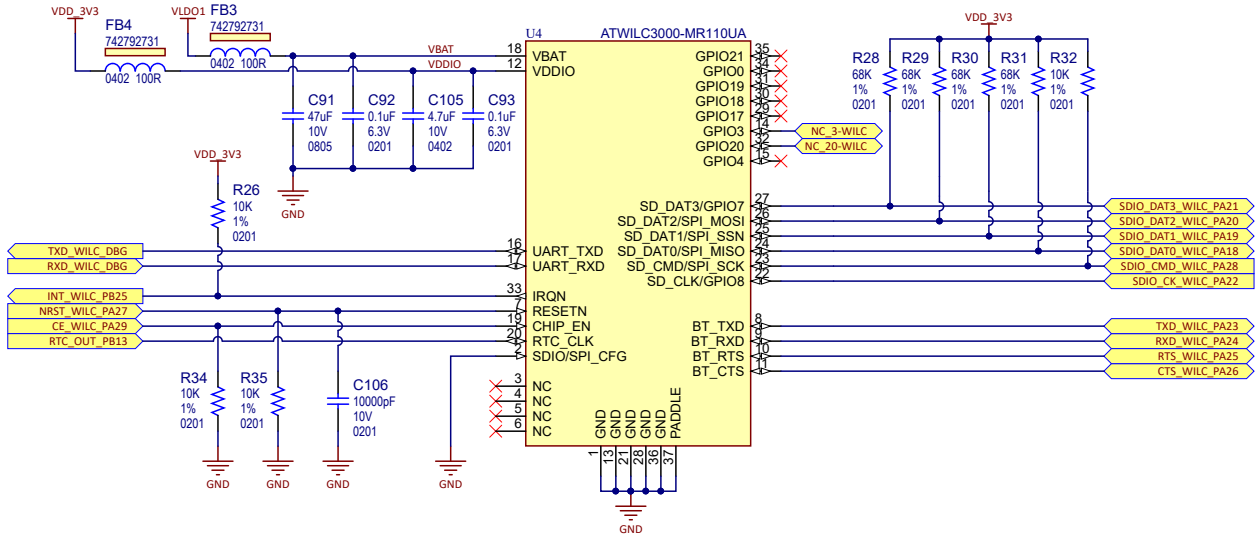 VDD_3V3
FB4
742792731
0402 100R
VLDO1
FB3
742792731
0402 100R
VBAT
VDDIO
C91
47uF
10V
0805
C92
0.1uF
6.3V
0201
C105
4.7uF
10V
0402
C93
0.1uF
6.3V
0201
GND
VDD_3V3
R26
10K
1%
0201
TXD_WILC_DBG
RXD_WILC_DBG
INT_WILC_PB25
NRST_WILC_PA27
CE_WILC_PA29
RTC_OUT_PB13
R34
10K
1%
0201
GND
R35
10K
1%
0201
GND
C106
10000pF
10V
0201
GND
GND
U4
ATWILC3000-MR110UA
18 VBAT
12 VDDIO
16 UART_TXD
17 UART_RXD
33 IRQN
7 RESETN
19 CHIP_EN
20 RTC_CLK
2 SDIO/SPI_CFG
3 NC
4 NC
5 NC
6 NC
GPIO21 35
GPIO0 34
GPIO19 31
GPIO18 30
GPIO17 29
GPIO3 14
GPIO20 32
GPIO4 15
SD_DAT3/GPIO7 27
SD_DAT2/SPI_MOSI 26
SD_DAT1/SPI_SSN 25
SD_DAT0/SPI_MISO 24
SD_CMD/SPI_SCK 23
SD_CLK/GPIO8 22
BT_TXD 8
BT_RXD 9
BT_RTS 10
BT_CTS 11
GND GND GND GND GND PADDLE
1 13 21 28 36 37
GND
NC_3-WILC
NC_20-WILC
VDD_3V3
R28
68K
1%
0201
R29
68K
1%
0201
R30
68K
1%
0201
R31
68K
1%
0201
R32
10K
1%
0201
SDIO_DAT3_WILC_PA21
SDIO_DAT2_WILC_PA20
SDIO_DAT1_WILC_PA19
SDIO_DAT0_WILC_PA18
SDIO_CMD_WILC_PA28
SDIO_CK_WILC_PA22
TXD_WILC_PA23
RXD_WILC_PA24
RTS_WILC_PA25
CTS_WILC_PA26